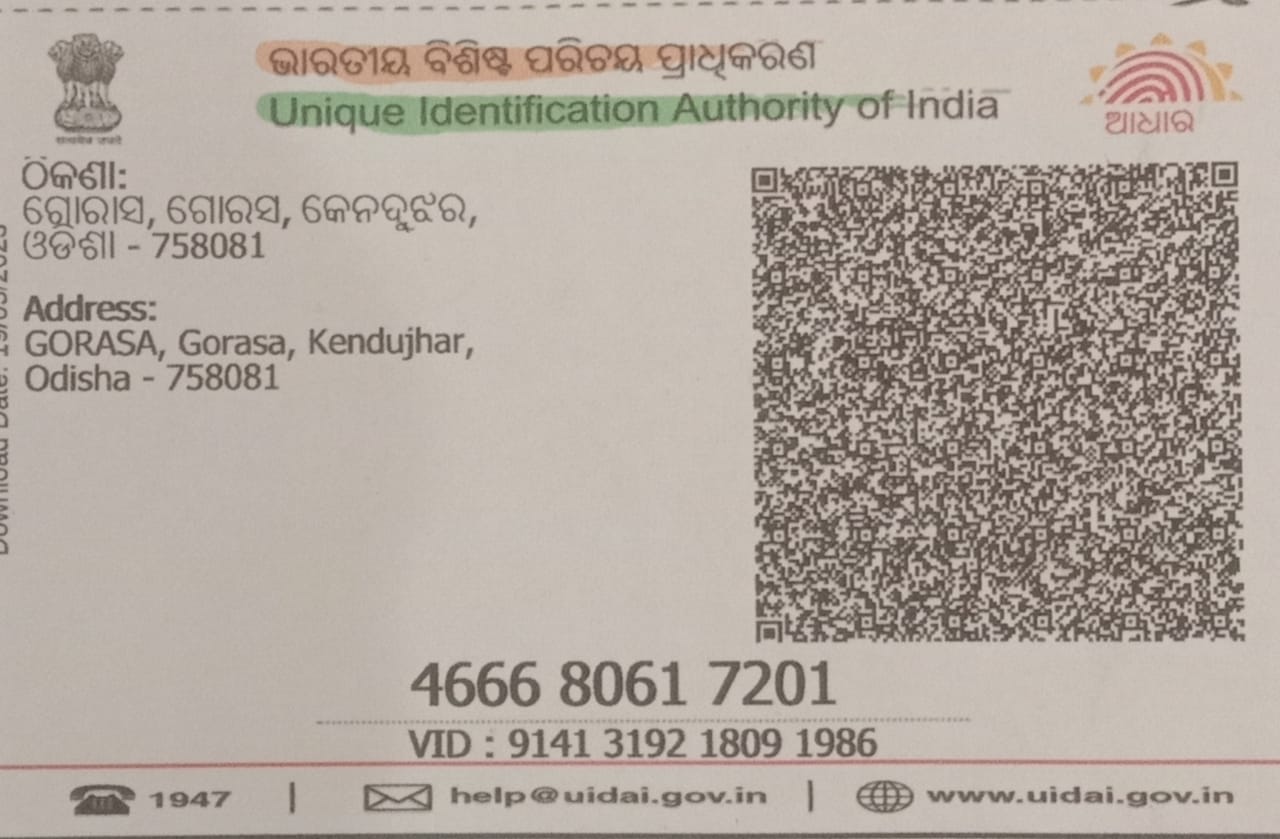 ଭାରତୀୟ ବିଶିଷ୍ଟ ପରିଚୟ ପ୍ରାଧିକରଣ
Unique Identification Authority of India
ଆଧାର
ଠିକଣା:
ଗୋରାସ, ଗୋରସ, କେନଦୁଝର,
ଓଡିଶା - 758081
Address:
GORASA, Gorasa, Kendujhar,
Odisha - 758081
4666 8061 7201
VID : 9141 3192 1809 1986
1947 | help@uidai.gov.in | www.uidai.gov.in